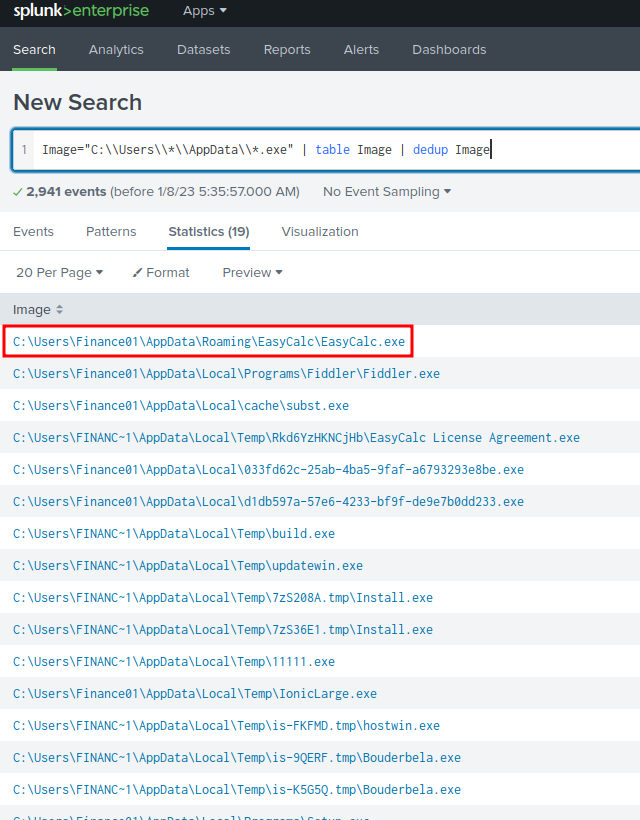 splunk>enterprise Apps
Search Analytics Datasets Reports Alerts Dashboards
New Search
1 Image="C:\\Users\\*\\AppData\\*.exe" | table Image | dedup Image
2,941 events (before 1/8/23 5:35:57.000 AM) No Event Sampling
Events Patterns Statistics (19) Visualization
20 Per Page Format Preview
Image
C:\Users\Finance01\AppData\Roaming\EasyCalc\EasyCalc.exe
C:\Users\Finance01\AppData\Local\Programs\Fiddler\Fiddler.exe
C:\Users\Finance01\AppData\Local\cache\subst.exe
C:\Users\FINANC~1\AppData\Local\Temp\Rkd6YzHKNCjHb\EasyCalc License Agreement.exe
C:\Users\Finance01\AppData\Local\033fd62c-25ab-4ba5-9faf-a6793293e8be.exe
C:\Users\Finance01\AppData\Local\d1db597a-57e6-4233-bf9f-de9e7b0dd233.exe
C:\Users\FINANC~1\AppData\Local\Temp\build.exe
C:\Users\FINANC~1\AppData\Local\Temp\updatewin.exe
C:\Users\FINANC~1\AppData\Local\Temp\7zS208A.tmp\Install.exe
C:\Users\FINANC~1\AppData\Local\Temp\7zS36E1.tmp\Install.exe
C:\Users\FINANC~1\AppData\Local\Temp\11111.exe
C:\Users\Finance01\AppData\Local\Temp\IonicLarge.exe
C:\Users\FINANC~1\AppData\Local\Temp\is-FKFMD.tmp\hostwin.exe
C:\Users\FINANC~1\AppData\Local\Temp\is-9QERF.tmp\Bouderbela.exe
C:\Users\FINANC~1\AppData\Local\Temp\is-K5G5Q.tmp\Bouderbela.exe